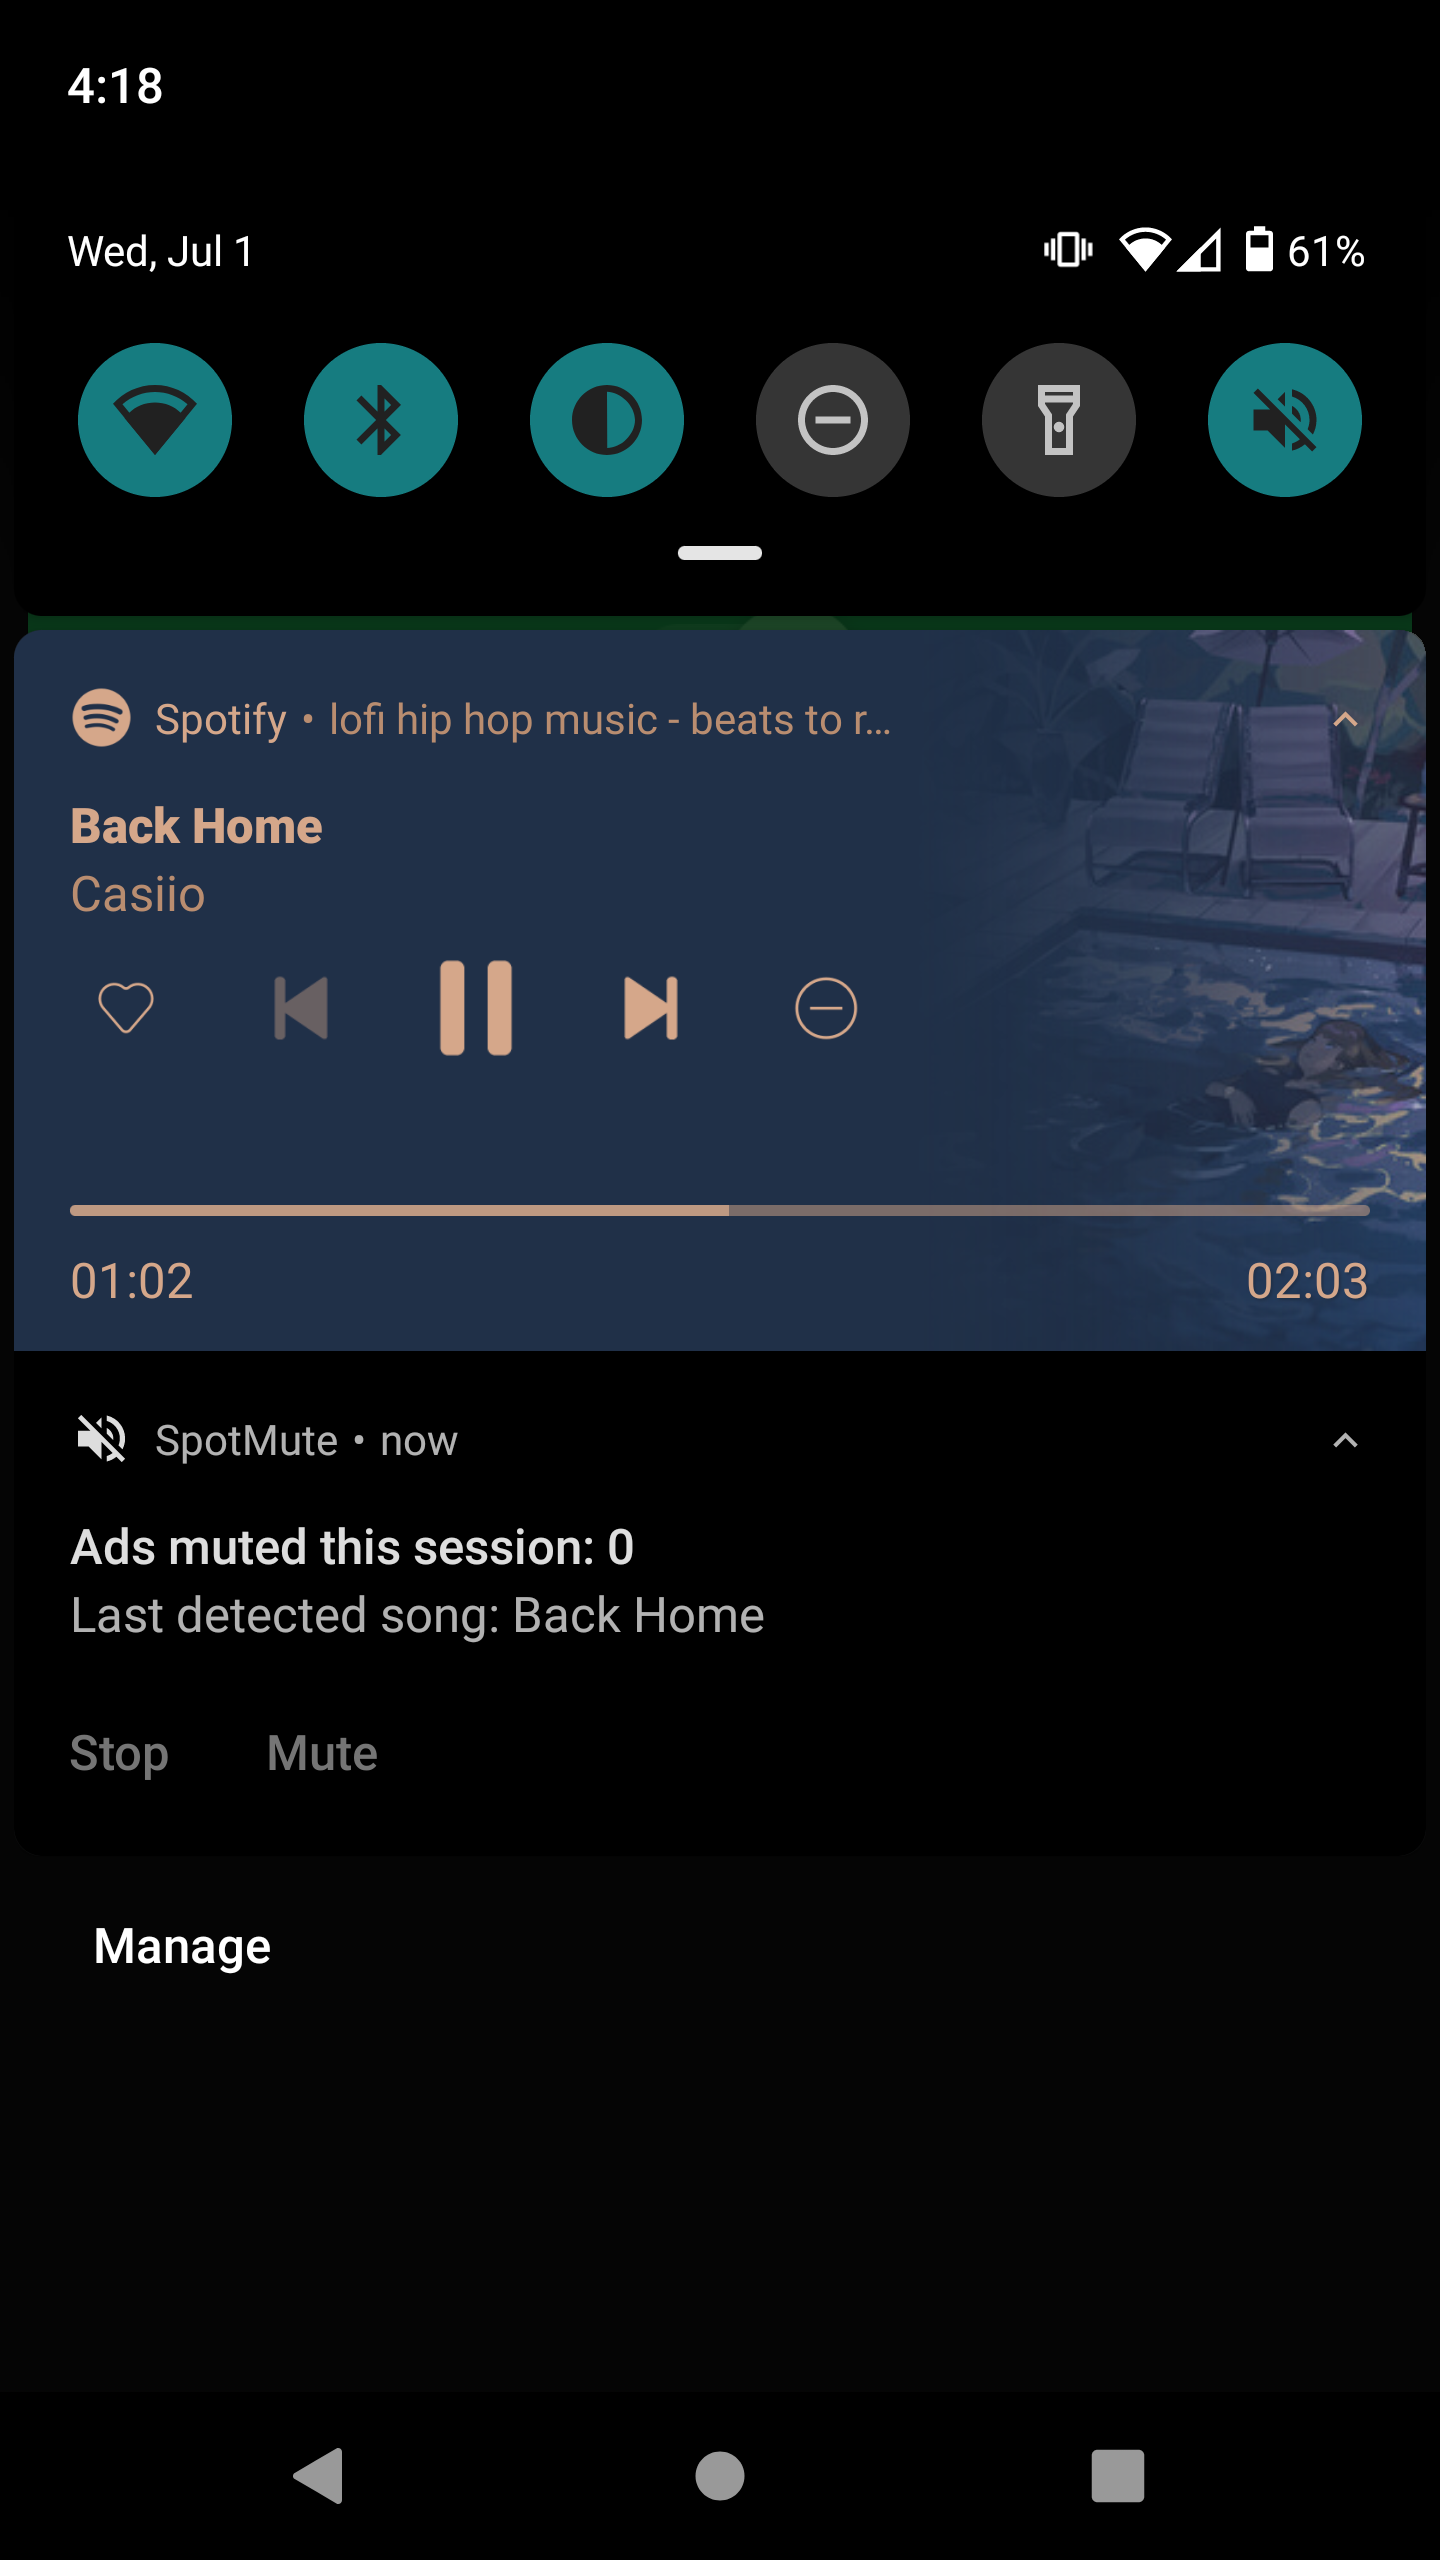 4:18
Wed, Jul 1
61%
Spotify • lofi hip hop music - beats to r...
Back Home
Casiio
01:02
02:03
SpotMute • now
Ads muted this session: 0
Last detected song: Back Home
Stop Mute
Manage